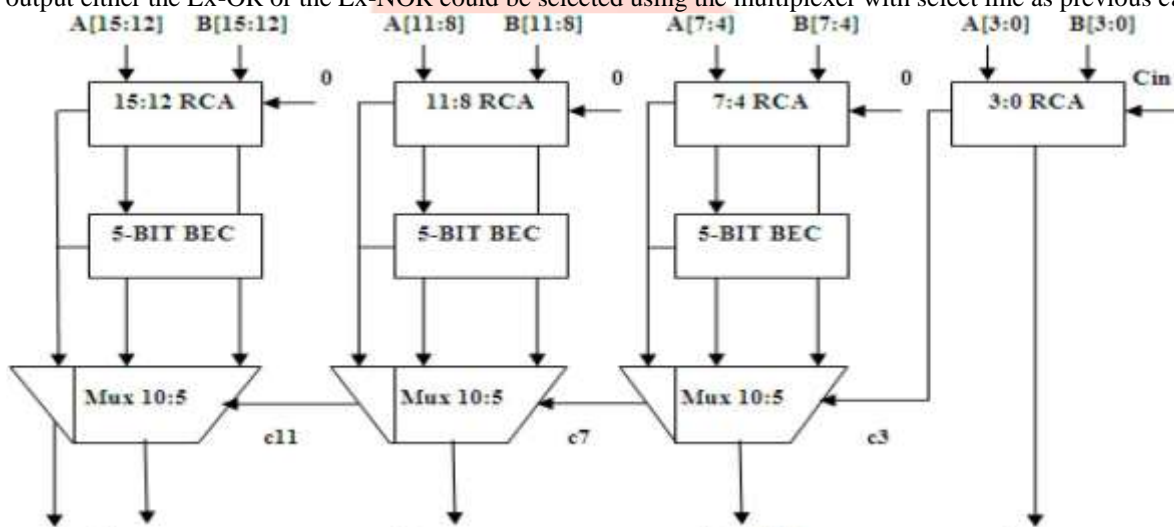 output either the Ex-OR or the Ex-NOR could be selected using the multiplexer with select line as previous ca
A[15:12] B[15:12] A[11:8] B[11:8] A[7:4] B[7:4] A[3:0] B[3:0]
0 0 0 Cin
15:12 RCA 11:8 RCA 7:4 RCA 3:0 RCA
5-BIT BEC 5-BIT BEC 5-BIT BEC
Mux 10:5 Mux 10:5 Mux 10:5
c11 c7 c3